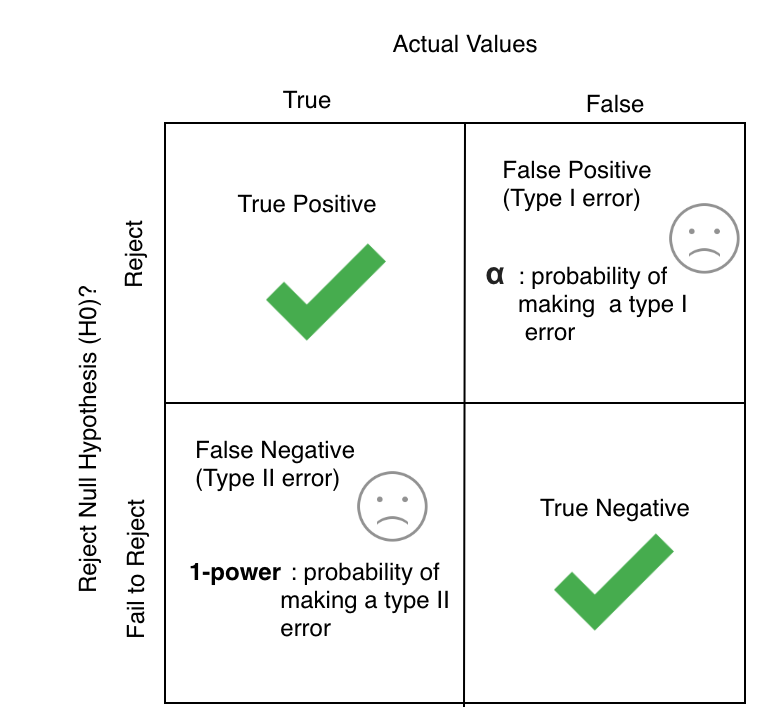 Actual Values
True
False
Reject Null Hypothesis (H0)?
Reject
True Positive
False Positive
(Type I error)
α : probability of
making a type I
error
Fail to Reject
False Negative
(Type II error)
1-power : probability of
making a type II
error
True Negative